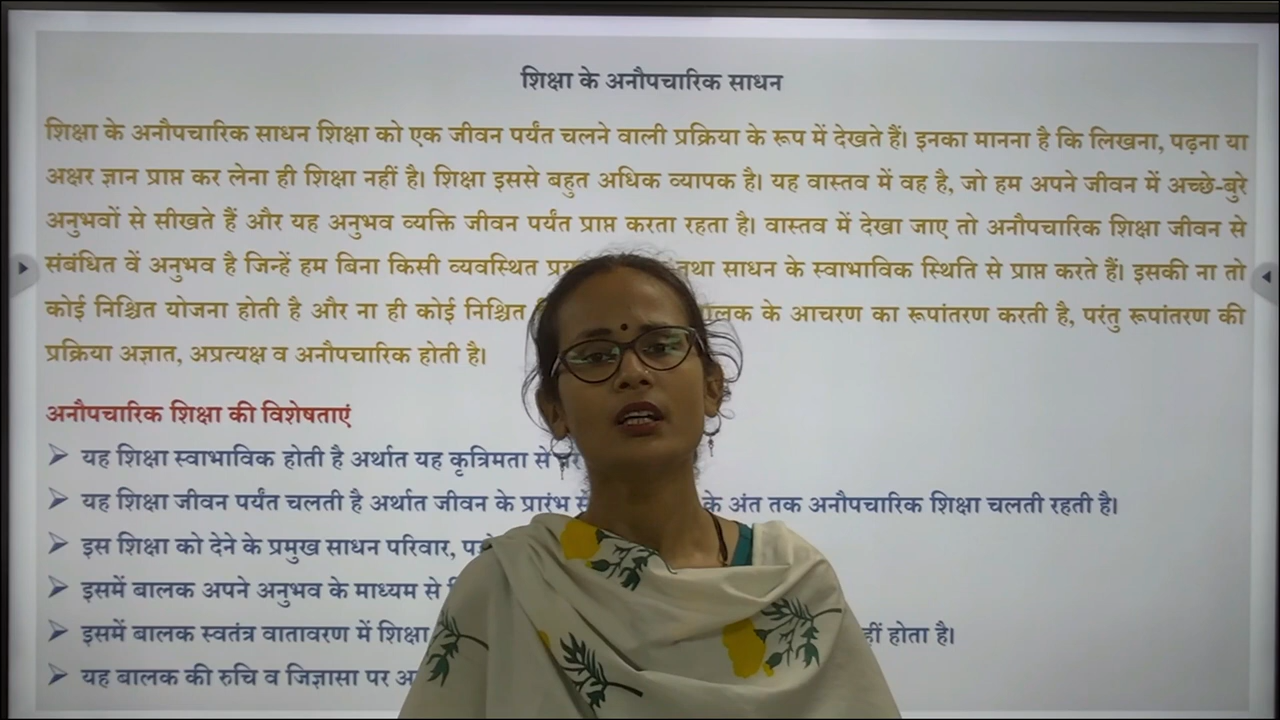 शिक्षा के अनौपचारिक साधन
शिक्षा के अनौपचारिक साधन शिक्षा को एक जीवन पर्यंत चलने वाली प्रक्रिया के रूप में देखते हैं। इनका मानना है कि लिखना, पढ़ना या
अक्षर ज्ञान प्राप्त कर लेना ही शिक्षा नहीं है। शिक्षा इससे बहुत अधिक व्यापक है। यह वास्तव में वह है, जो हम अपने जीवन में अच्छे-बुरे
अनुभवों से सीखते हैं और यह अनुभव व्यक्ति जीवन पर्यंत प्राप्त करता रहता है। वास्तव में देखा जाए तो अनौपचारिक शिक्षा जीवन से
संबंधित वें अनुभव है जिन्हें हम बिना किसी व्यवस्थित तथा साधन के स्वाभाविक स्थिति से प्राप्त करते हैं। इसकी ना तो
कोई निश्चित योजना होती है और ना ही कोई निश्चित के आचरण का रूपांतरण करती है, परंतु रूपांतरण की
प्रक्रिया अज्ञात, अप्रत्यक्ष व अनौपचारिक होती है।
अनौपचारिक शिक्षा की विशेषताएं
यह शिक्षा स्वाभाविक होती है अर्थात यह कृत्रिमता से
यह शिक्षा जीवन पर्यंत चलती है अर्थात जीवन के प्रारंभ के अंत तक अनौपचारिक शिक्षा चलती रहती है।
इस शिक्षा को देने के प्रमुख साधन परिवार,
इसमें बालक अपने अनुभव के माध्यम से
इसमें बालक स्वतंत्र वातावरण में शिक्षा होता है।
यह बालक की रुचि व जिज्ञासा पर